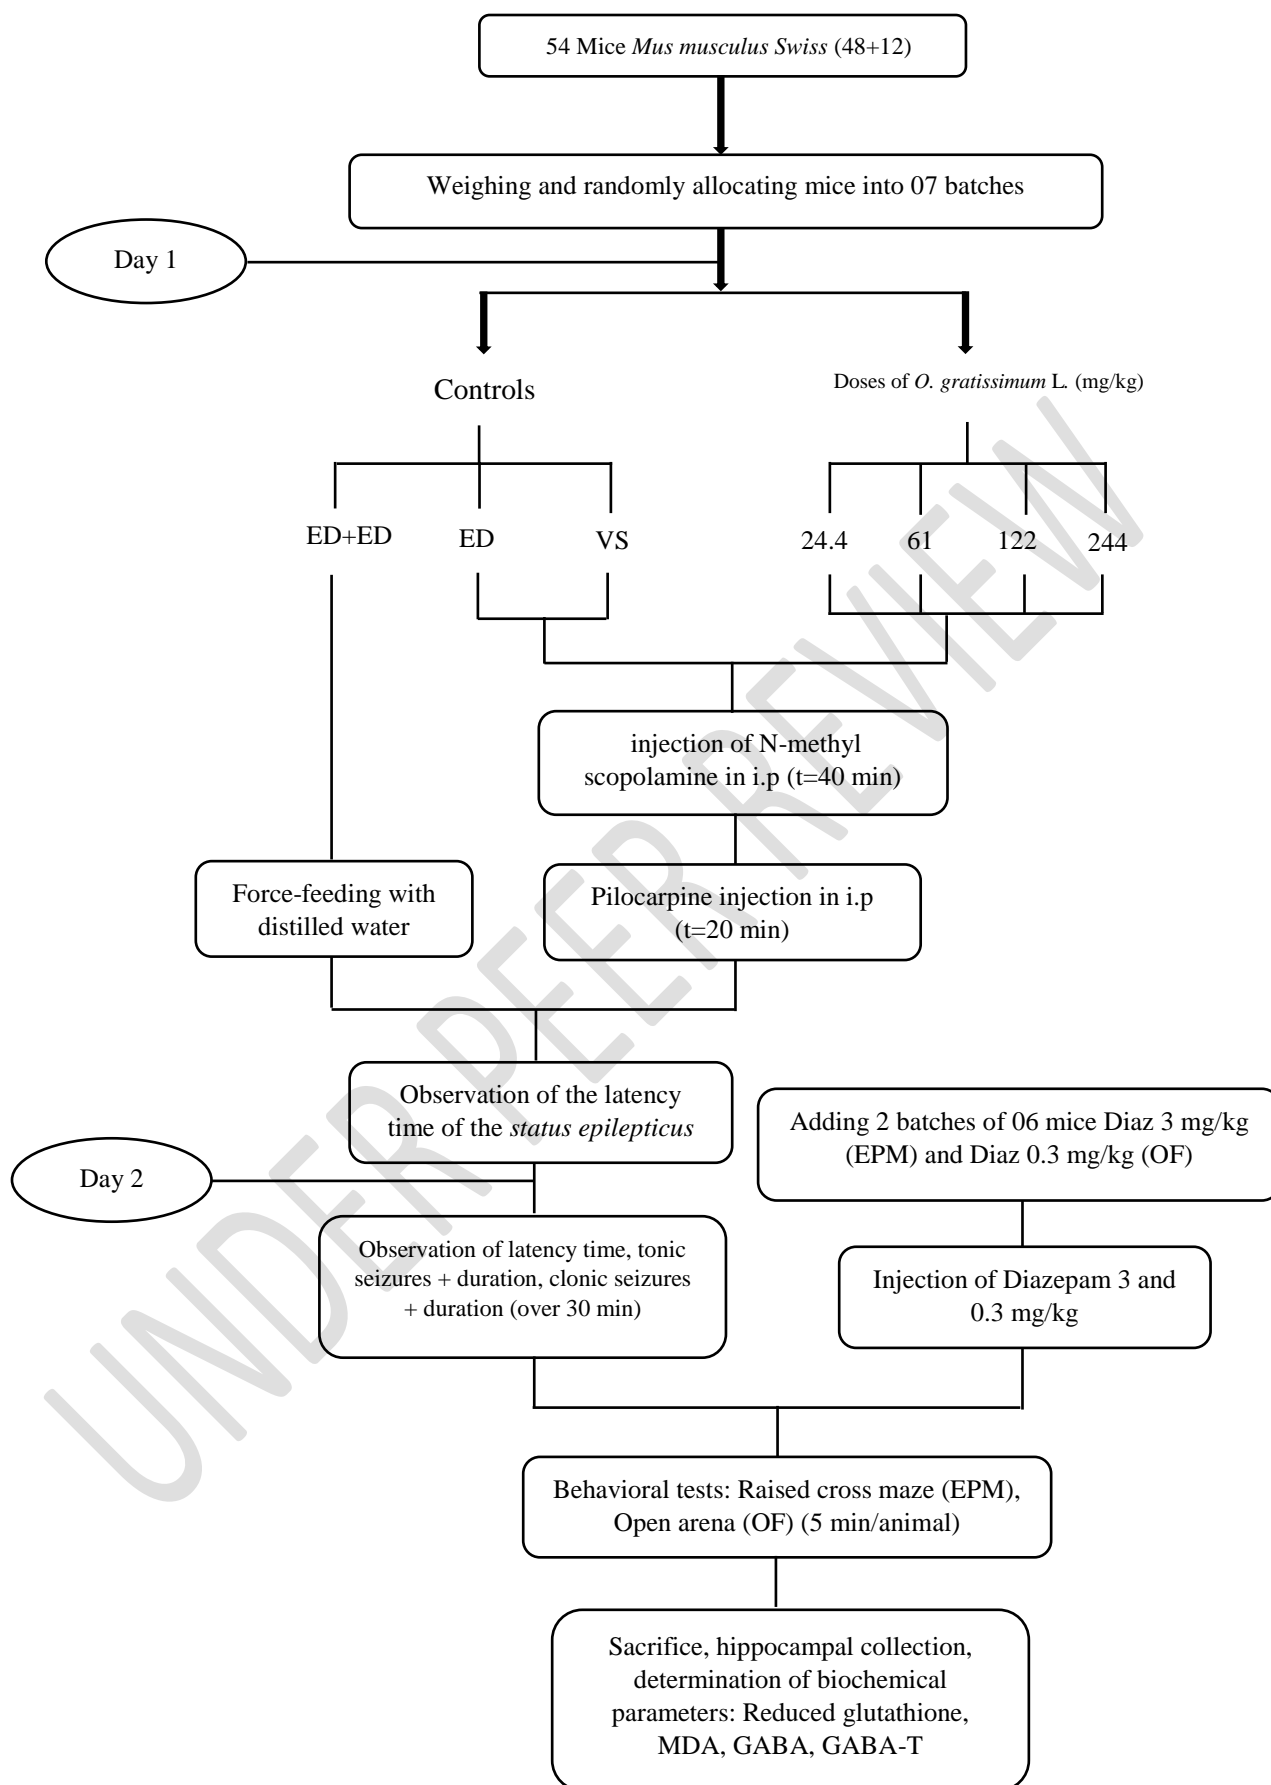 54 Mice Mus musculus Swiss (48+12)
Weighing and randomly allocating mice into 07 batches
Day 1
Controls
Doses of O. gratissimum L. (mg/kg)
ED+ED
ED
VS
24.4
61
122
244
injection of N-methyl
scopolamine in i.p (t=40 min)
Force-feeding with
distilled water
Pilocarpine injection in i.p
(t=20 min)
Observation of the latency
time of the status epilepticus
Adding 2 batches of 06 mice Diaz 3 mg/kg
(EPM) and Diaz 0.3 mg/kg (OF)
Day 2
Observation of latency time, tonic
seizures + duration, clonic seizures
+ duration (over 30 min)
Injection of Diazepam 3 and
0.3 mg/kg
Behavioral tests: Raised cross maze (EPM),
Open arena (OF) (5 min/animal)
Sacrifice, hippocampal collection,
determination of biochemical
parameters: Reduced glutathione,
MDA, GABA, GABA-T
UNDER PEER REVIEW